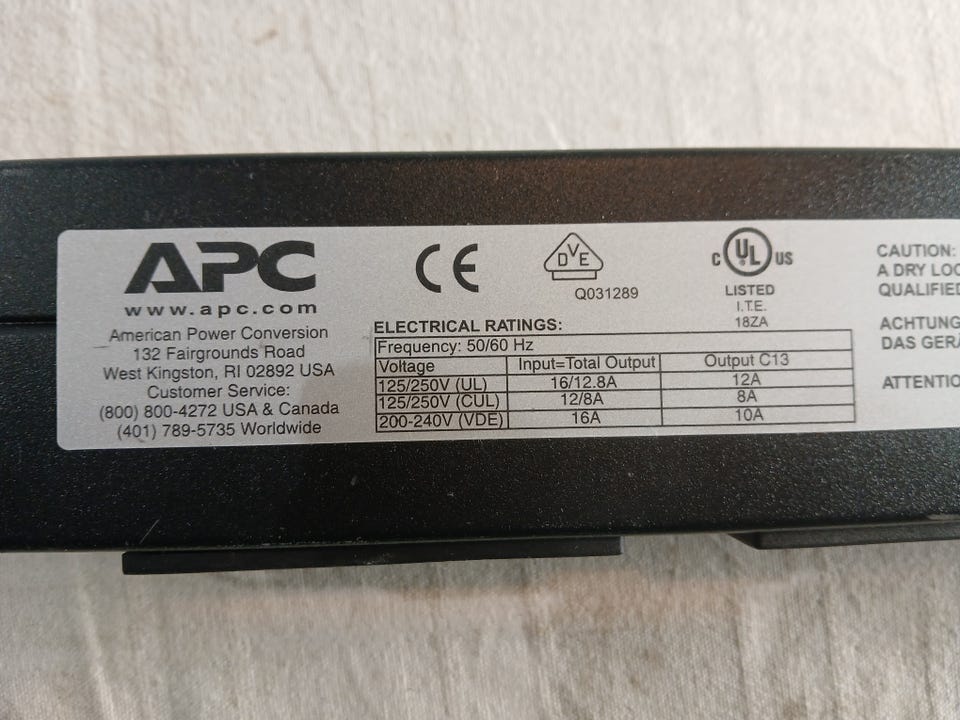 APC
www.apc.com
American Power Conversion
132 Fairgrounds Road
West Kingston, RI 02892 USA
Customer Service:
(800) 800-4272 USA & Canada
(401) 789-5735 Worldwide
CE
DVE
Q031289
C UL US
LISTED
I.T.E.
18ZA
ELECTRICAL RATINGS:
Frequency: 50/60 Hz
Voltage Input=Total Output Output C13
125/250V (UL) 16/12.8A 12A
125/250V (CUL) 12/8A 8A
200-240V (VDE) 16A 10A
CAUTION:
A DRY LOC
QUALIFIED
ACHTUNG
DAS GERÄ
ATTENTIO